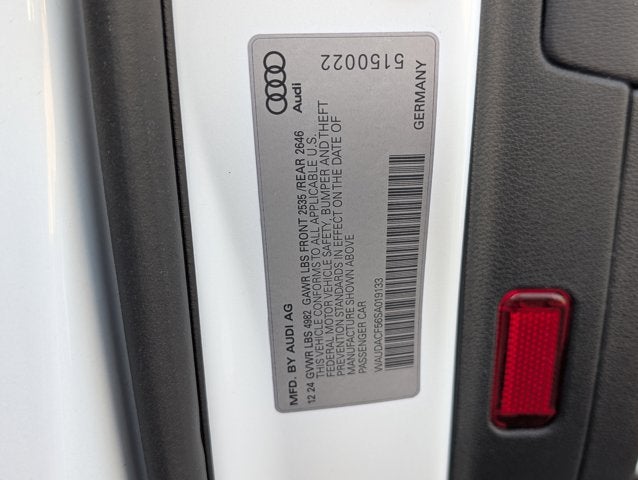 MFD. BY AUDI AG
12 24 GVWR LBS 4982 GAWR LBS FRONT 2535 /REAR 2646
THIS VEHICLE CONFORMS TO ALL APPLICABLE U.S.
FEDERAL MOTOR VEHICLE SAFETY, BUMPER AND THEFT
PREVENTION STANDARDS IN EFFECT ON THE DATE OF
MANUFACTURE SHOWN ABOVE
PASSENGER CAR
WAUDACF56SA019133
GERMANY
Audi
5150022